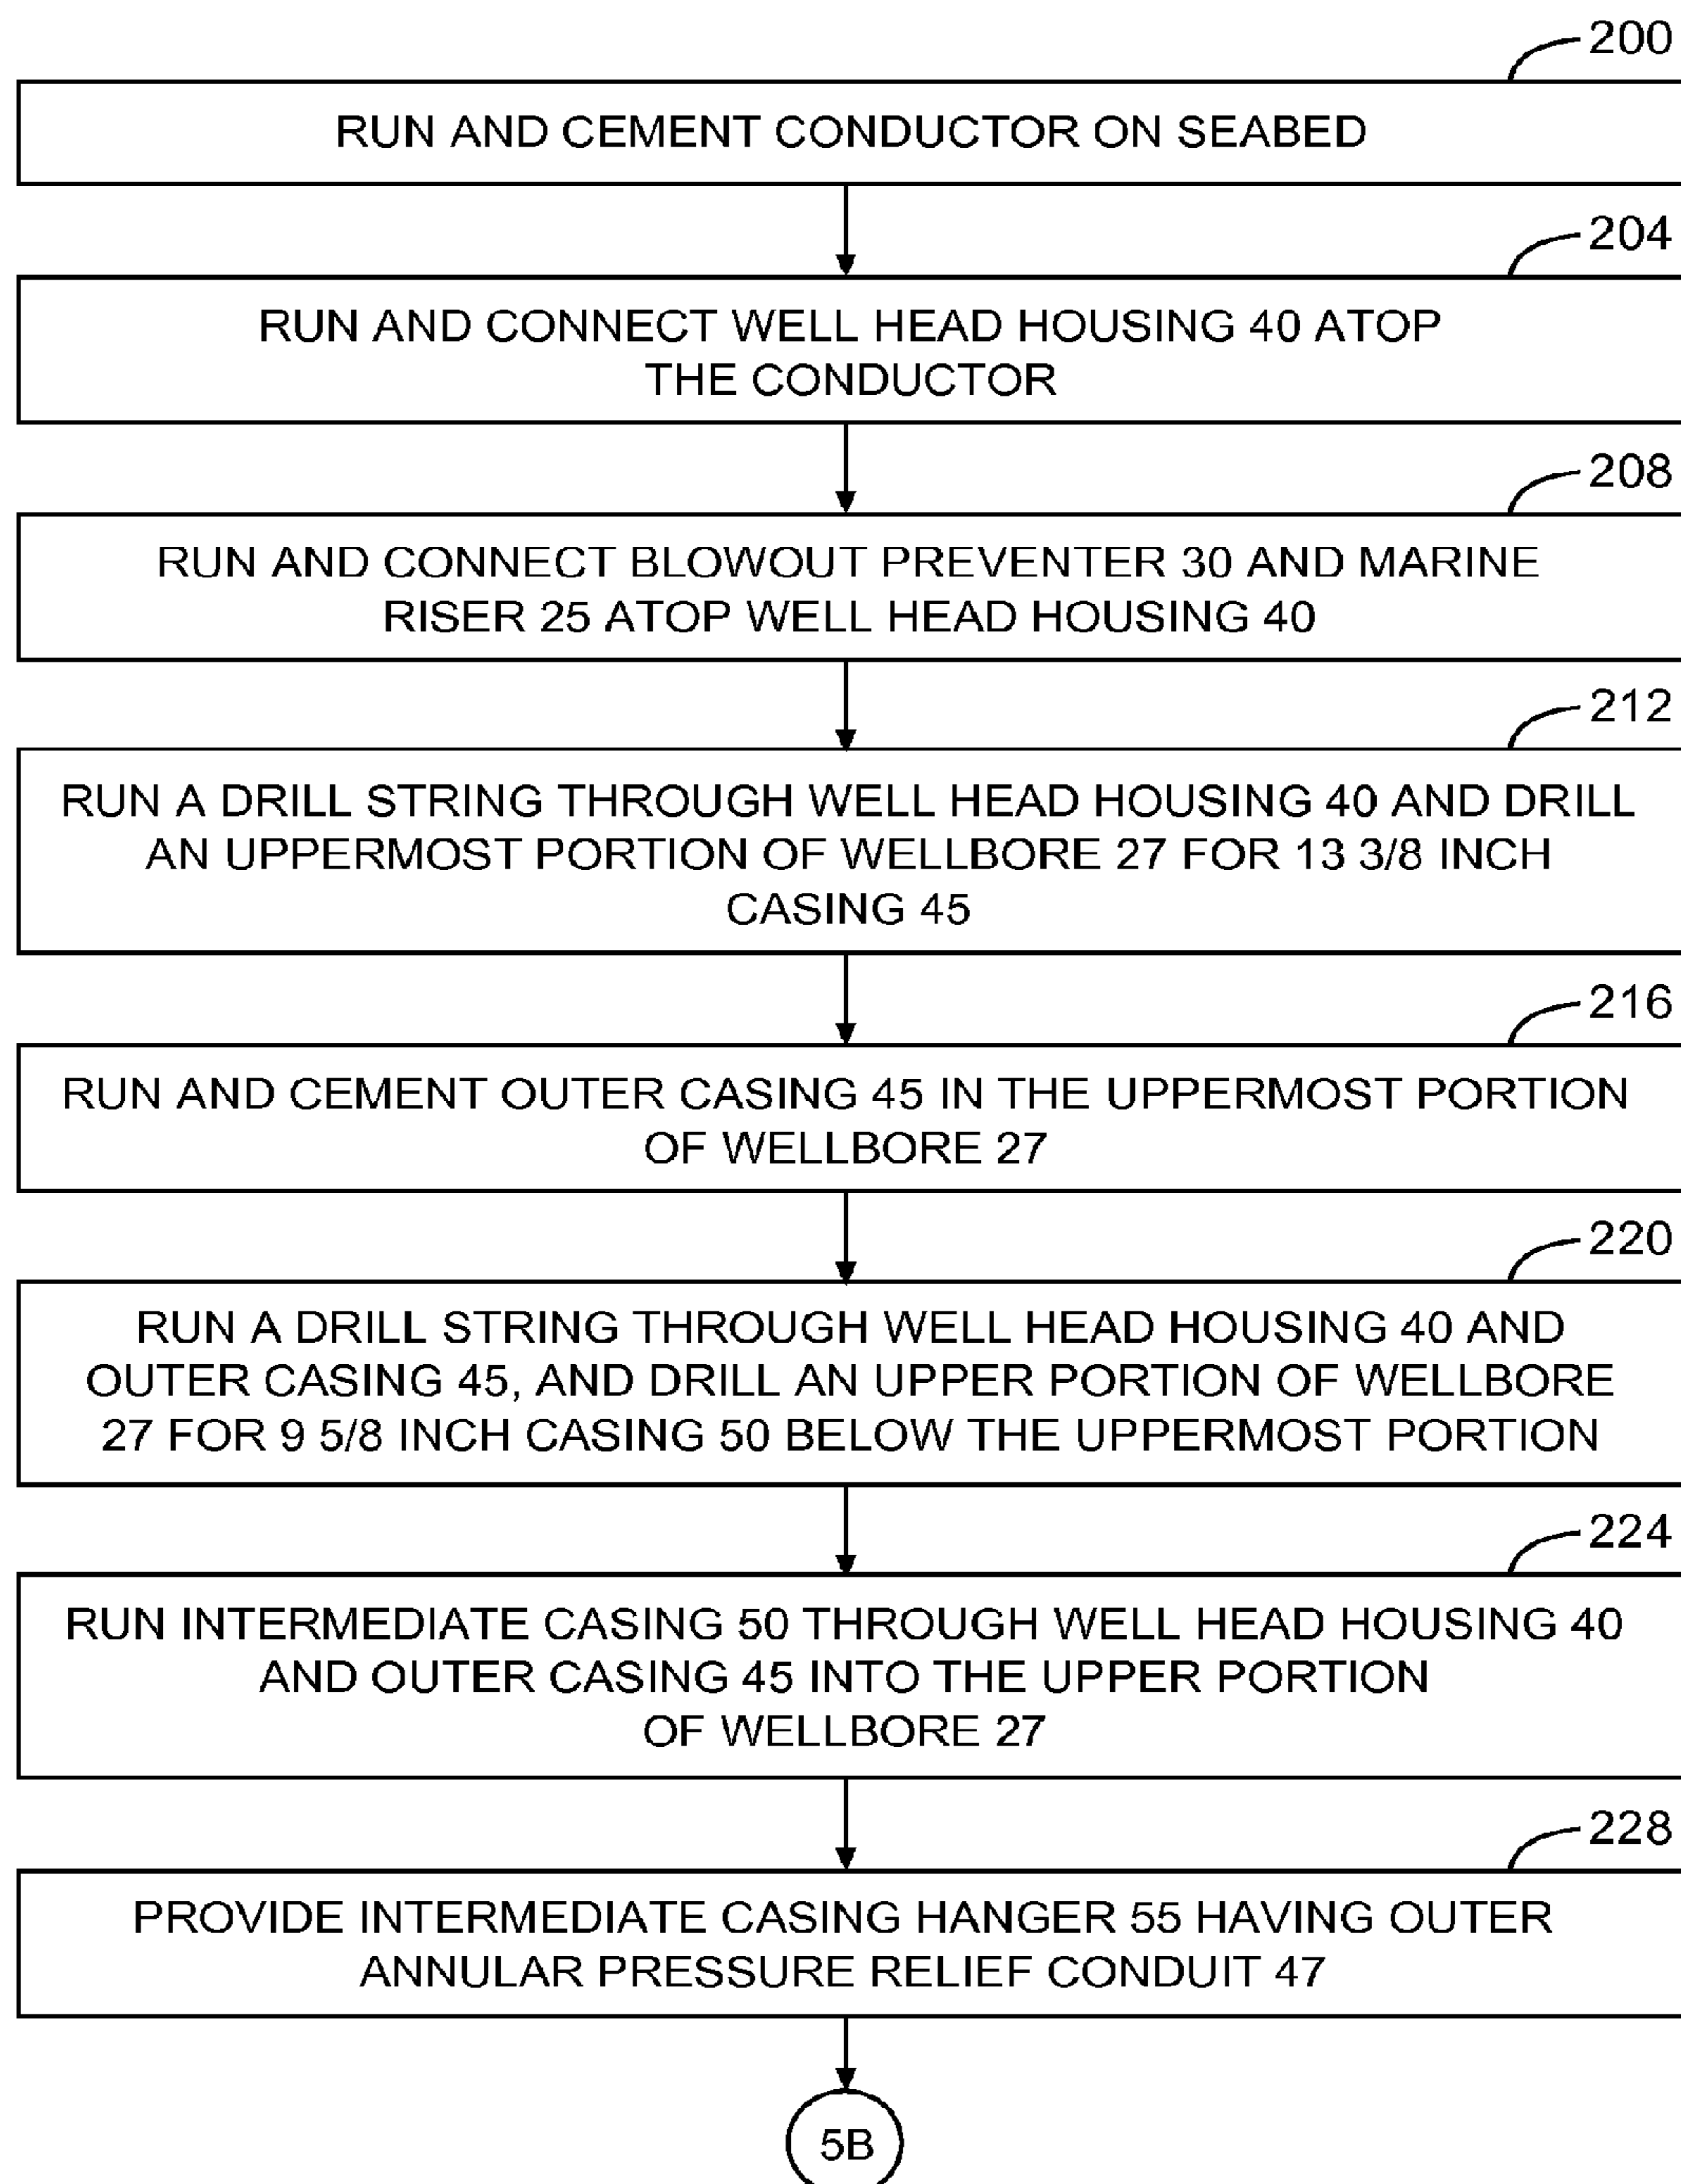 200
RUN AND CEMENT CONDUCTOR ON SEABED
204
RUN AND CONNECT WELL HEAD HOUSING 40 ATOP
THE CONDUCTOR
208
RUN AND CONNECT BLOWOUT PREVENTER 30 AND MARINE
RISER 25 ATOP WELL HEAD HOUSING 40
212
RUN A DRILL STRING THROUGH WELL HEAD HOUSING 40 AND DRILL
AN UPPERMOST PORTION OF WELLBORE 27 FOR 13 3/8 INCH
CASING 45
216
RUN AND CEMENT OUTER CASING 45 IN THE UPPERMOST PORTION
OF WELLBORE 27
220
RUN A DRILL STRING THROUGH WELL HEAD HOUSING 40 AND
OUTER CASING 45, AND DRILL AN UPPER PORTION OF WELLBORE
27 FOR 9 5/8 INCH CASING 50 BELOW THE UPPERMOST PORTION
224
RUN INTERMEDIATE CASING 50 THROUGH WELL HEAD HOUSING 40
AND OUTER CASING 45 INTO THE UPPER PORTION
OF WELLBORE 27
228
PROVIDE INTERMEDIATE CASING HANGER 55 HAVING OUTER
ANNULAR PRESSURE RELIEF CONDUIT 47
5B